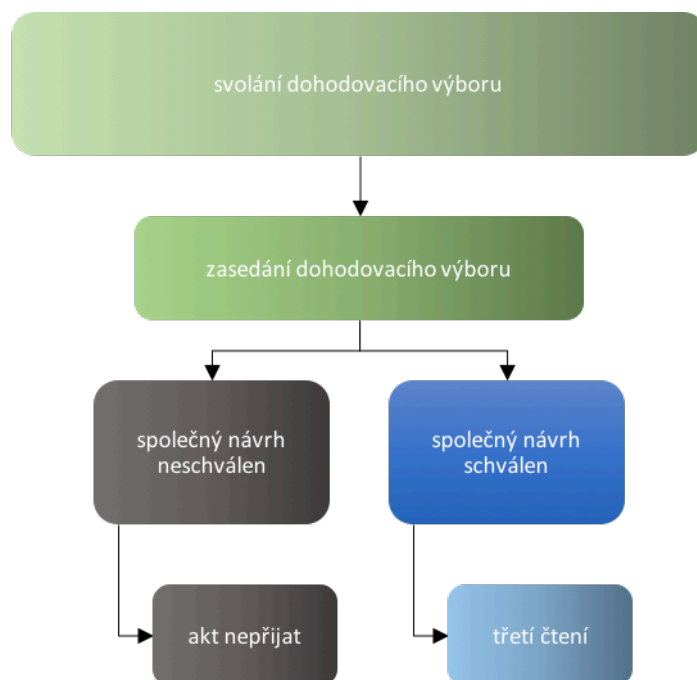 svolání dohodovacího výboru
zasedání dohodovacího výboru
společný návrh
neschválen
společný návrh
schválen
akt nepřijat
třetí čtení